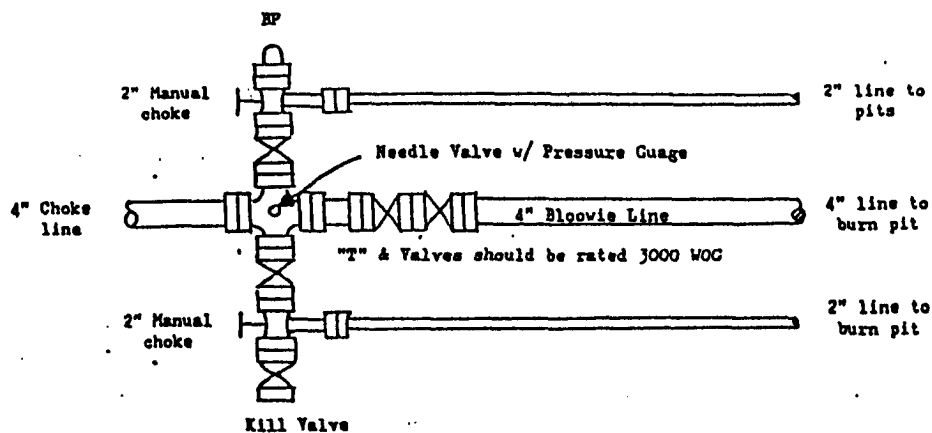 BP
2" Manual
choke
2" line to
pits
Needle Valve w/ Pressure Guage
4" Choke
line
4" Bloowie Line
4" line to
burn pit
"T" & Valves should be rated 3000 WOG
2" Manual
choke
2" line to
burn pit
Kill Valve